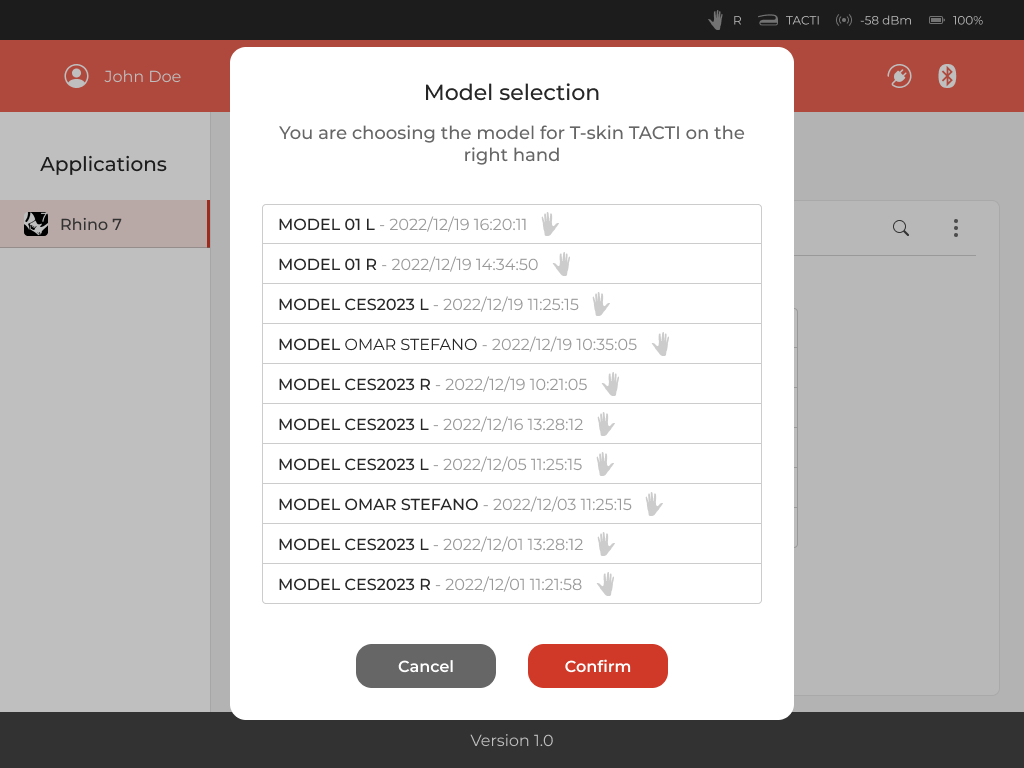 R TACTI -58 dBm 100%
John Doe
Model selection
You are choosing the model for T-skin TACTI on the
right hand
Applications
Rhino 7
MODEL 01 L - 2022/12/19 16:20:11
MODEL 01 R - 2022/12/19 14:34:50
MODEL CES2023 L - 2022/12/19 11:25:15
MODEL OMAR STEFANO - 2022/12/19 10:35:05
MODEL CES2023 R - 2022/12/19 10:21:05
MODEL CES2023 L - 2022/12/16 13:28:12
MODEL CES2023 L - 2022/12/05 11:25:15
MODEL OMAR STEFANO - 2022/12/03 11:25:15
MODEL CES2023 L - 2022/12/01 13:28:12
MODEL CES2023 R - 2022/12/01 11:21:58
Cancel
Confirm
Version 1.0